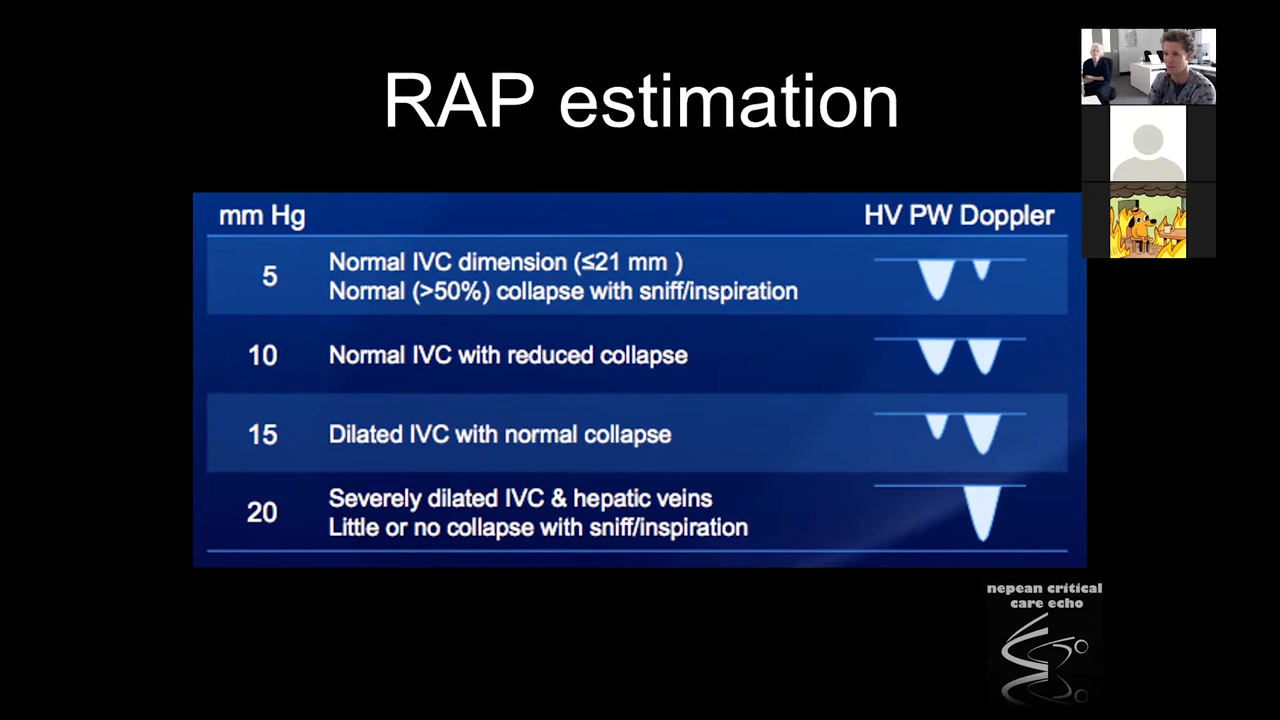 RAP estimation
mm Hg HV PW Doppler
5 Normal IVC dimension (≤21 mm )
Normal (>50%) collapse with sniff/inspiration
10 Normal IVC with reduced collapse
15 Dilated IVC with normal collapse
20 Severely dilated IVC & hepatic veins
Little or no collapse with sniff/inspiration
nepean critical
care echo